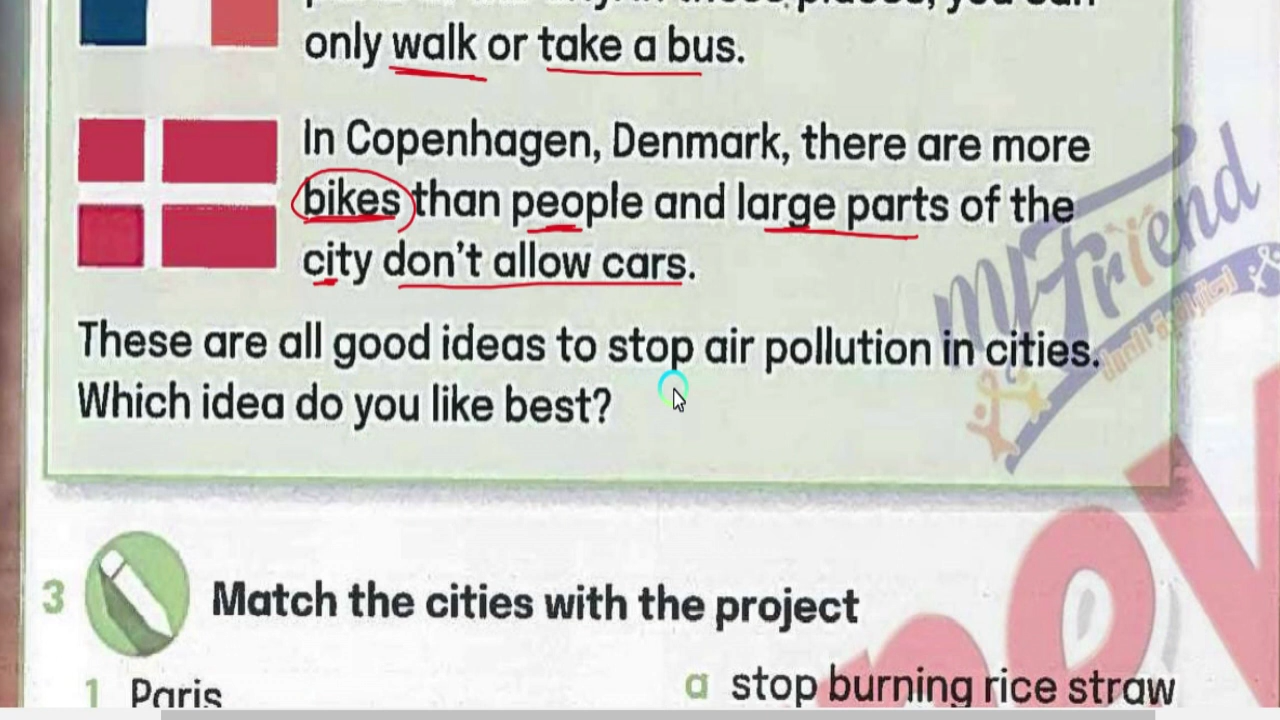 only walk or take a bus.
In Copenhagen, Denmark, there are more
bikes than people and large parts of the
city don't allow cars.
These are all good ideas to stop air pollution in cities.
Which idea do you like best?
my Friend
3 Match the cities with the project
1 Paris
a stop burning rice straw